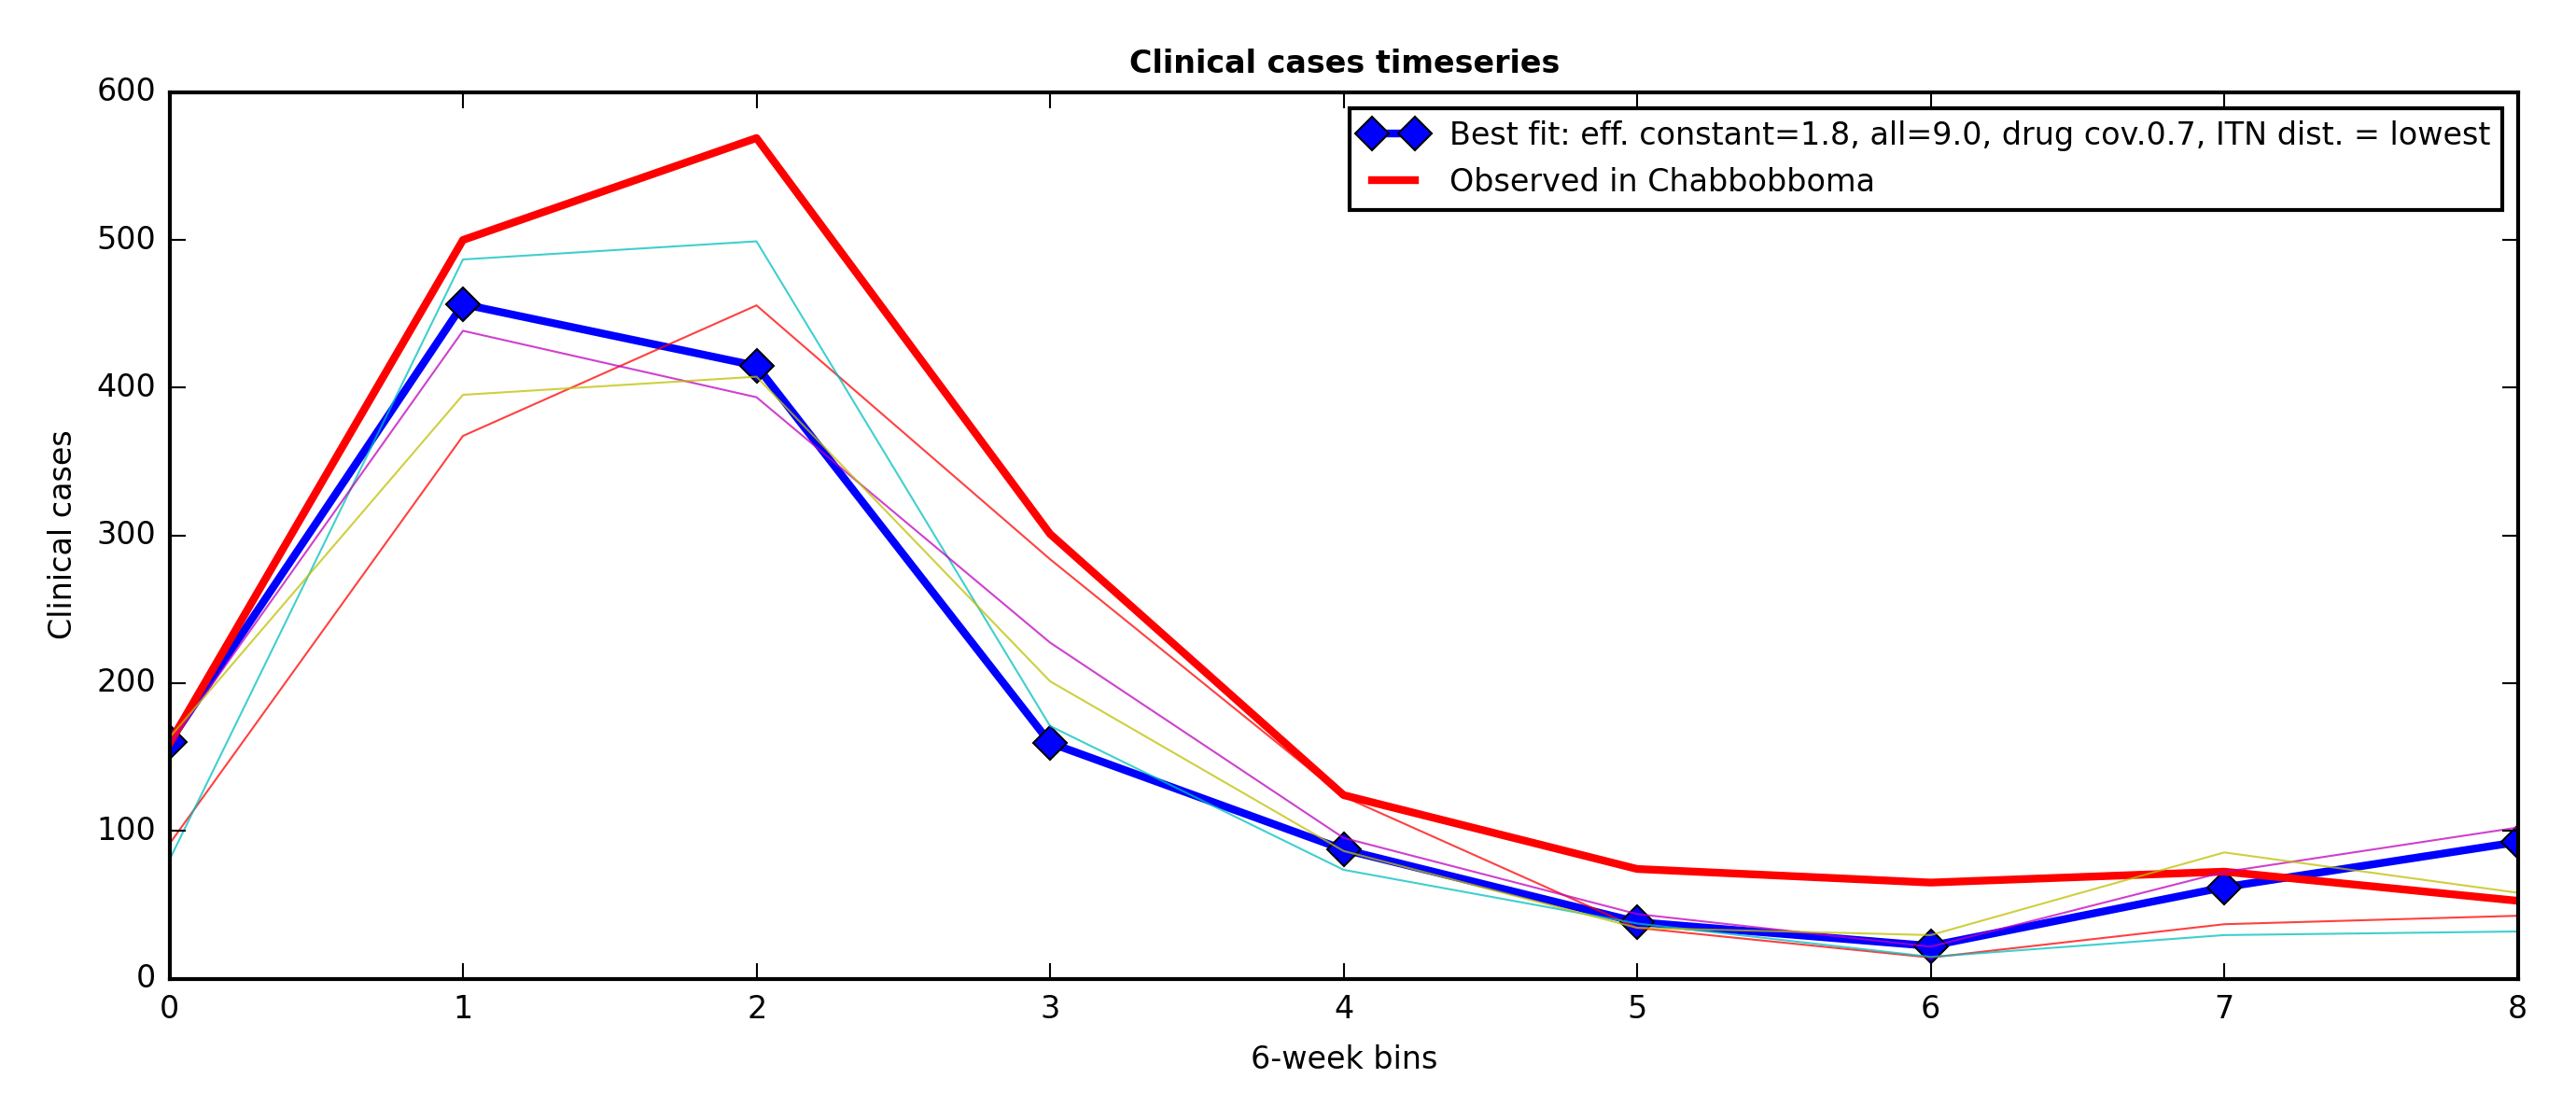 Clinical cases timeseries
Best fit: eff. constant=1.8, all=9.0, drug cov.0.7, ITN dist. = lowest
Observed in Chabbobboma
Clinical cases
600
500
400
300
200
100
0
0 1 2 3 4 5 6 7 8
6-week bins